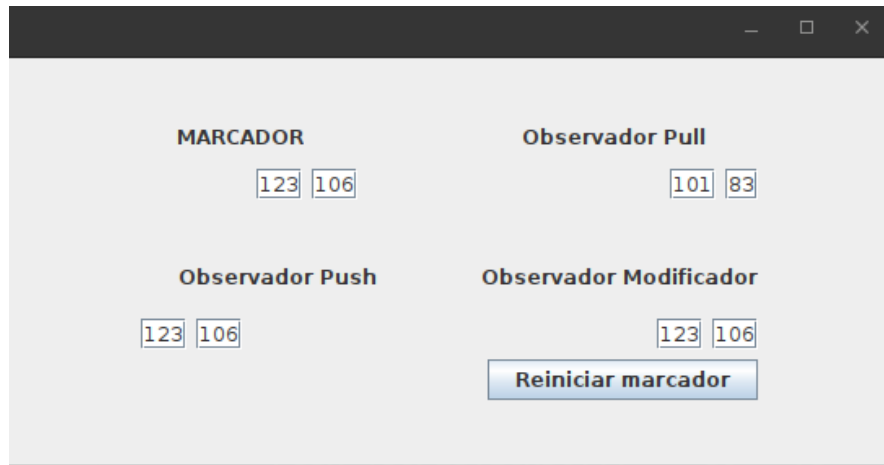 MARCADOR
Observador Pull
123 106
101 83
Observador Push
Observador Modificador
123 106
123 106
Reiniciar marcador